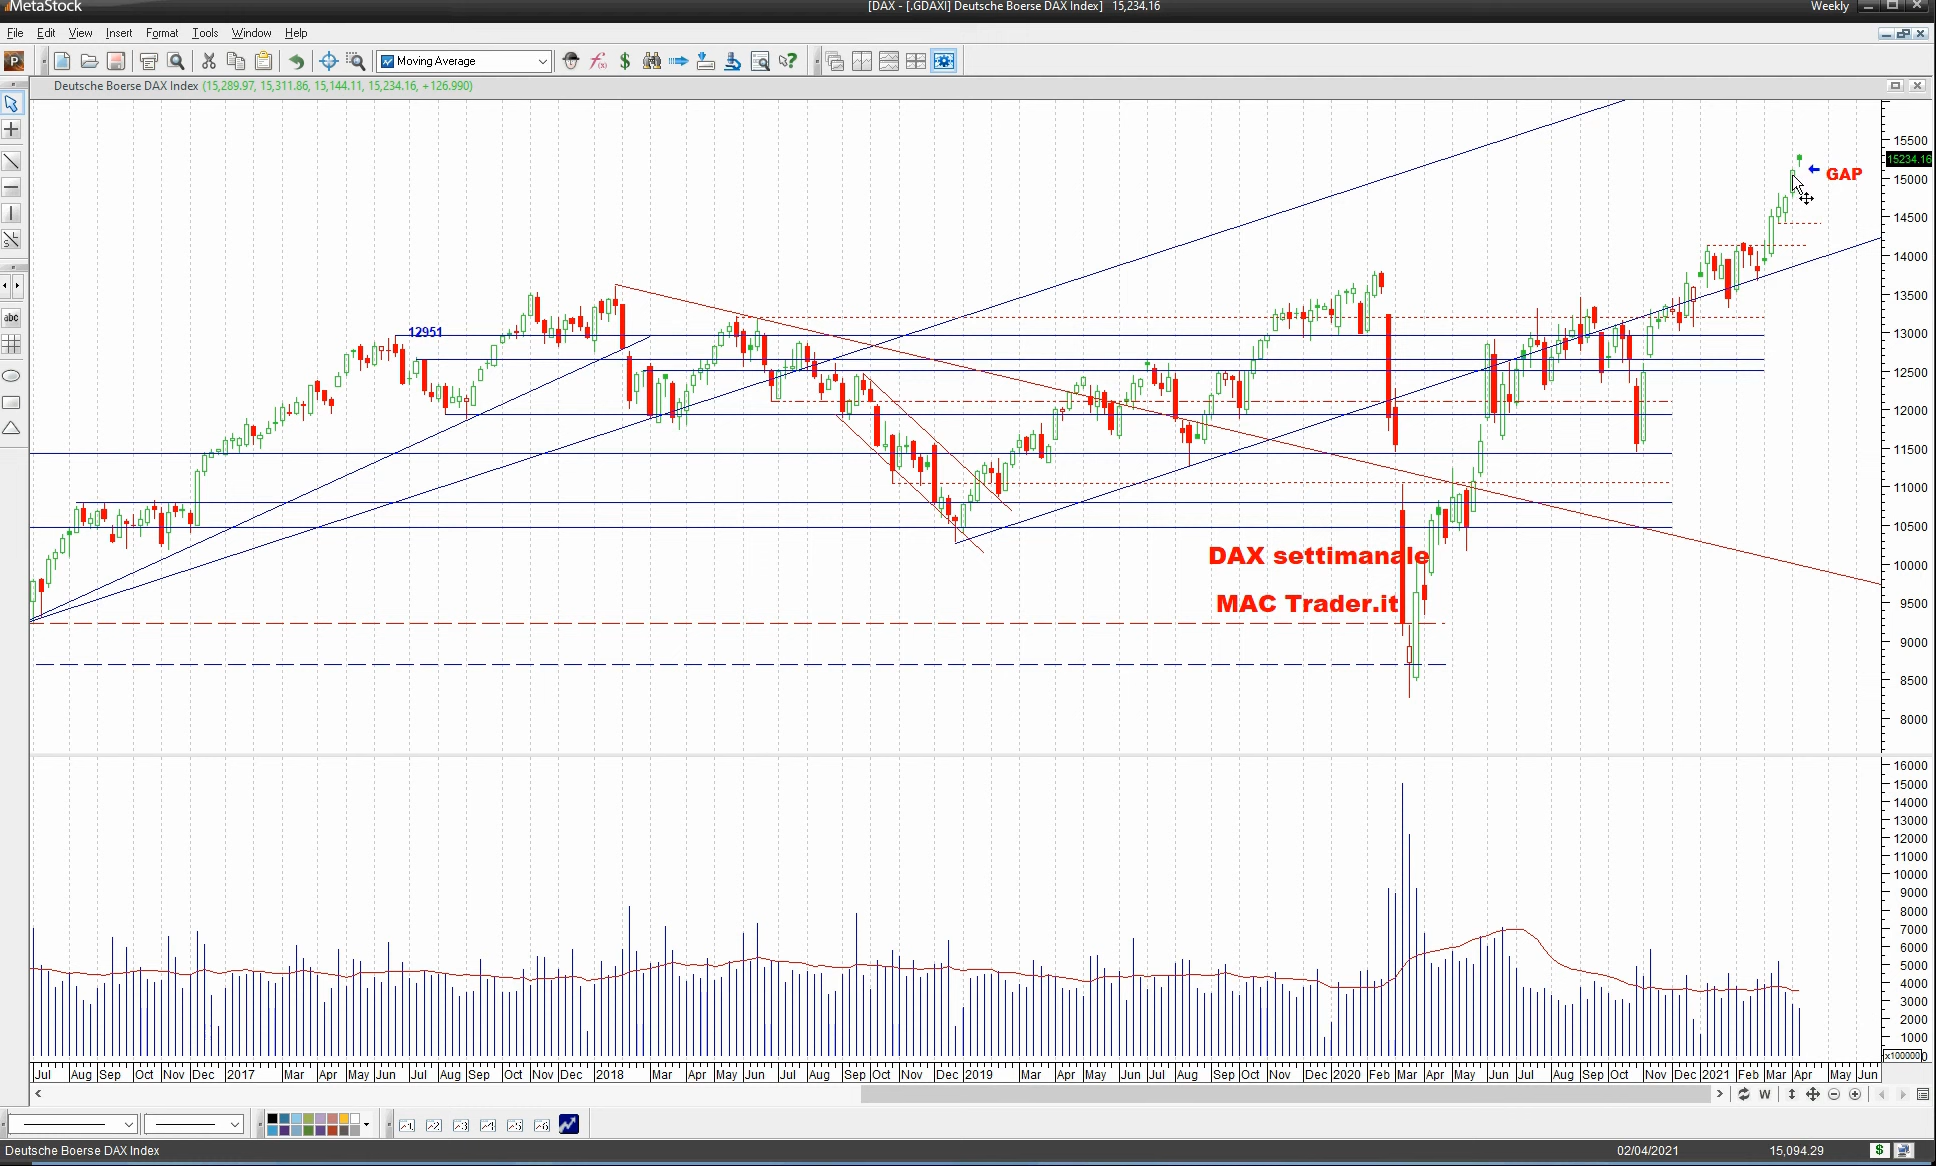 MetaStock
[DAX - [.GDAXI] Deutsche Boerse DAX Index] 15,234.16
Weekly
File Edit View Insert Format Tools Window Help
Moving Average
Deutsche Boerse DAX Index (15,289.97, 15,311.86, 15,144.11, 15,234.16, +126.990)
15500
15234.16
GAP
15000
14500
14000
13500
12951
13000
12500
12000
11500
11000
10500
DAX settimanale
10000
MAC Trader.it
9500
9000
8500
8000
16000
15000
14000
13000
12000
11000
10000
9000
8000
7000
6000
5000
4000
3000
2000
1000
x100000
0
Jul Aug Sep Oct Nov Dec 2017 Mar Apr May Jun Jul Aug Sep Oct Nov Dec 2018 Mar Apr May Jun Jul Aug Sep Oct Nov Dec 2019 Mar Apr May Jun Jul Aug Sep Oct Nov Dec 2020 Feb Mar Apr May Jun Jul Aug Sep Oct Nov Dec 2021 Feb Mar Apr May Jun
W
Deutsche Boerse DAX Index
02/04/2021
15,094.29